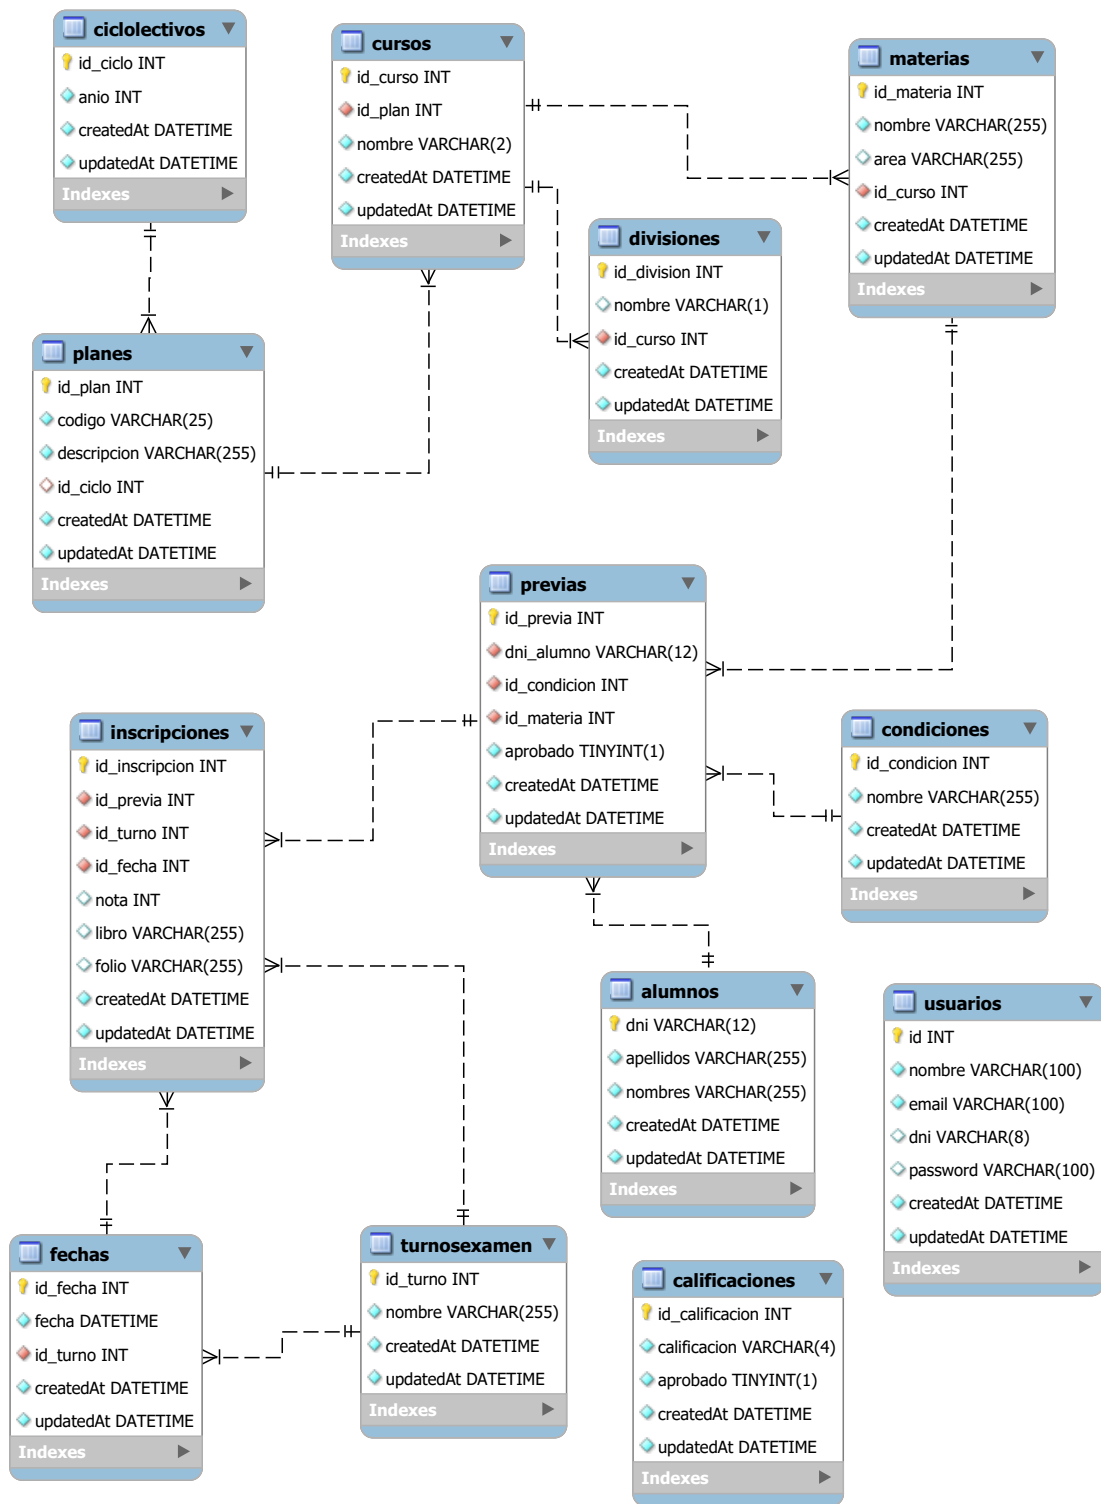 ciclolectivos
id_ciclo INT
anio INT
createdAt DATETIME
updatedAt DATETIME
Indexes
cursos
id_curso INT
id_plan INT
nombre VARCHAR(2)
createdAt DATETIME
updatedAt DATETIME
Indexes
materias
id_materia INT
nombre VARCHAR(255)
area VARCHAR(255)
id_curso INT
createdAt DATETIME
updatedAt DATETIME
Indexes
divisiones
id_division INT
nombre VARCHAR(1)
id_curso INT
createdAt DATETIME
updatedAt DATETIME
Indexes
planes
id_plan INT
codigo VARCHAR(25)
descripcion VARCHAR(255)
id_ciclo INT
createdAt DATETIME
updatedAt DATETIME
Indexes
previas
id_previa INT
dni_alumno VARCHAR(12)
id_condicion INT
id_materia INT
aprobado TINYINT(1)
createdAt DATETIME
updatedAt DATETIME
Indexes
inscripciones
id_inscripcion INT
id_previa INT
id_turno INT
id_fecha INT
nota INT
libro VARCHAR(255)
folio VARCHAR(255)
createdAt DATETIME
updatedAt DATETIME
Indexes
condiciones
id_condicion INT
nombre VARCHAR(255)
createdAt DATETIME
updatedAt DATETIME
Indexes
alumnos
dni VARCHAR(12)
apellidos VARCHAR(255)
nombres VARCHAR(255)
createdAt DATETIME
updatedAt DATETIME
Indexes
usuarios
id INT
nombre VARCHAR(100)
email VARCHAR(100)
dni VARCHAR(8)
password VARCHAR(100)
createdAt DATETIME
updatedAt DATETIME
Indexes
fechas
id_fecha INT
fecha DATETIME
id_turno INT
createdAt DATETIME
updatedAt DATETIME
Indexes
turnosexamen
id_turno INT
nombre VARCHAR(255)
createdAt DATETIME
updatedAt DATETIME
Indexes
calificaciones
id_calificacion INT
calificacion VARCHAR(4)
aprobado TINYINT(1)
createdAt DATETIME
updatedAt DATETIME
Indexes